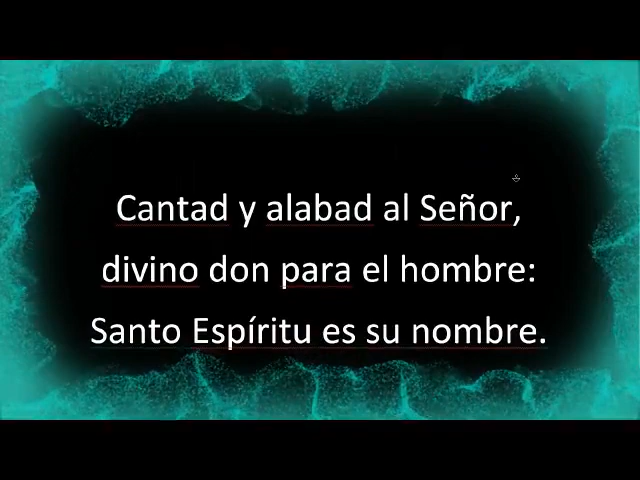 Cantad y alabad al Señor,
divino don para el hombre:
Santo Espíritu es su nombre.